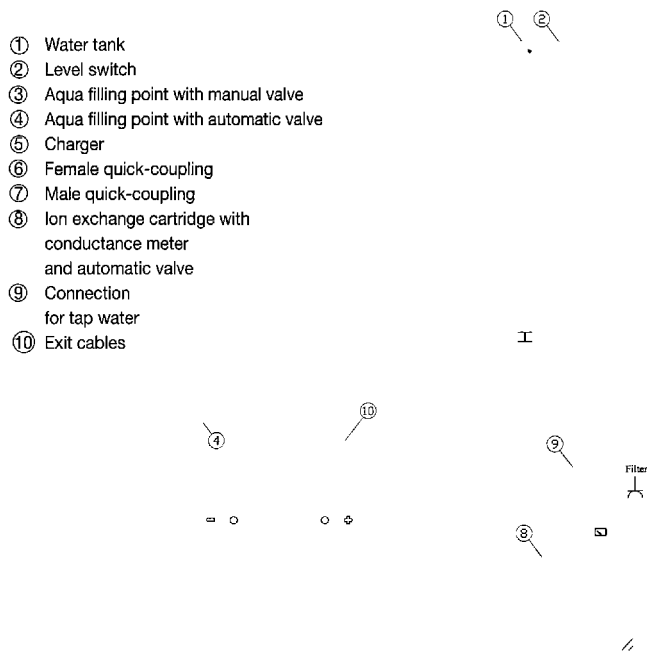 ① ②
① Water tank
② Level switch
③ Aqua filling point with manual valve
④ Aqua filling point with automatic valve
⑤ Charger
⑥ Female quick-coupling
⑦ Male quick-coupling
⑧ Ion exchange cartridge with
conductance meter
and automatic valve
⑨ Connection
for tap water
⑩ Exit cables
⑩
④
⑨
Filter
⑧